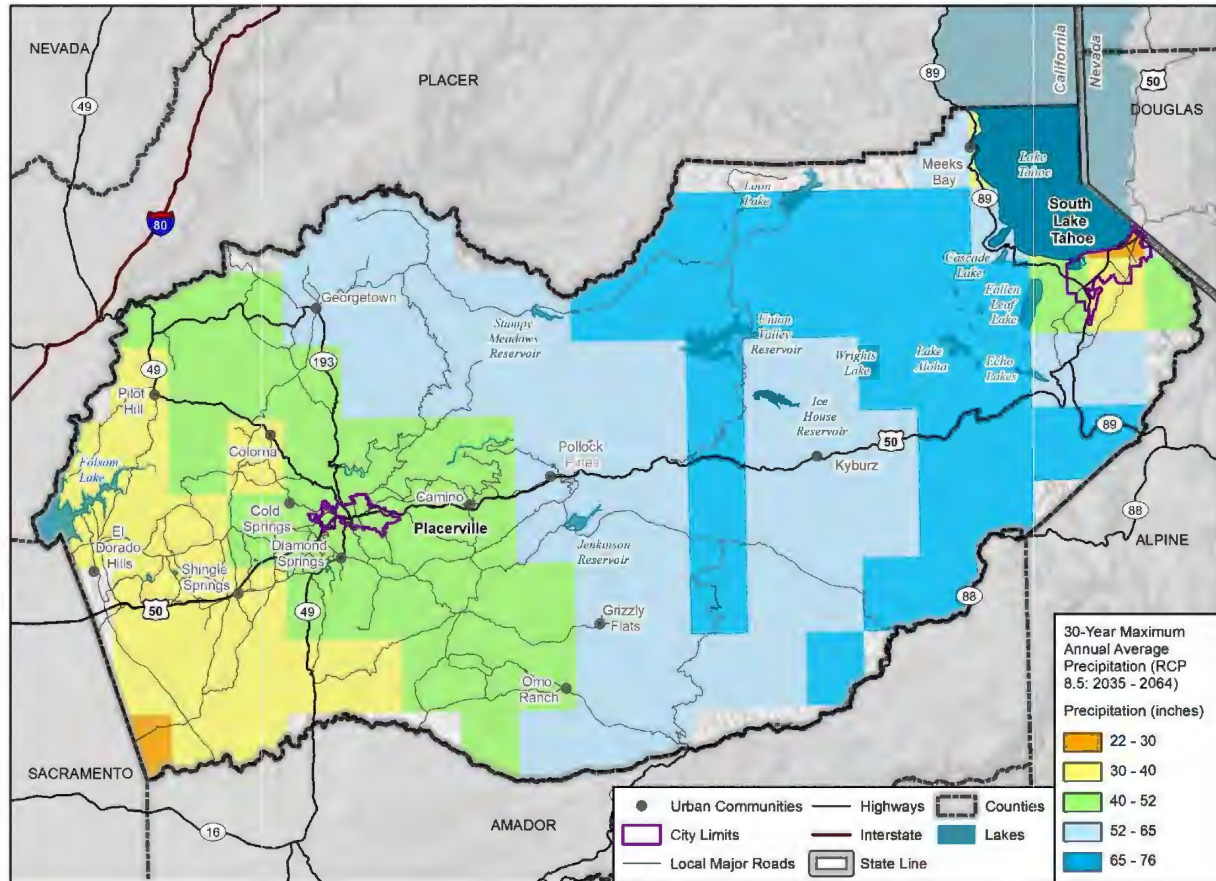 NEVADA
49
PLACER
89
California
Nevada
50
DOUGLAS
80
Meeks
Bay
Lake
Tahoe
89
South
Lake
Tahoe
Loon
Lake
Cascade
Lake
Fallen
Leaf
Lake
Georgetown
Stumpy
Meadows
Reservoir
Union
Valley
Reservoir
Wrights
Lake
Lake
Aloha
Echo
Lakes
49
193
Pilot
Hill
Ice
House
Reservoir
50
89
Coloma
Pollock
Pines
Kyburz
Folsom
Lake
Camino
Cold
Springs
Placerville
88
El
Dorado
Hills
Diamond
Springs
Jenkinson
Reservoir
ALPINE
Shingle
Springs
50
49
88
Grizzly
Flats
Omo
Ranch
SACRAMENTO
16
AMADOR
30-Year Maximum
Annual Average
Precipitation (RCP
8.5: 2035 - 2064)
Precipitation (inches)
22 - 30
30 - 40
40 - 52
52 - 65
65 - 76
Urban Communities Highways Counties
City Limits Interstate Lakes
Local Major Roads State Line